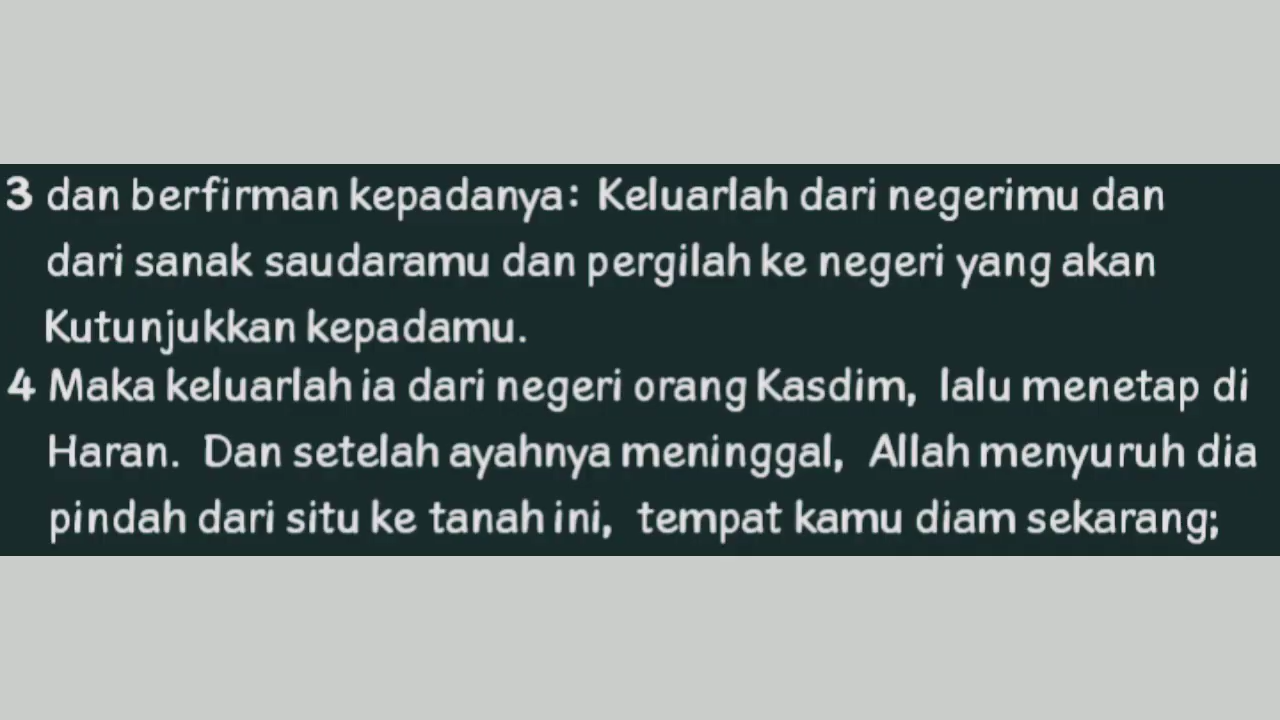 3 dan berfirman kepadanya: Keluarlah dari negerimu dan
dari sanak saudaramu dan pergilah ke negeri yang akan
Kutunjukkan kepadamu.
4 Maka keluarlah ia dari negeri orang Kasdim, lalu menetap di
Haran. Dan setelah ayahnya meninggal, Allah menyuruh dia
pindah dari situ ke tanah ini, tempat kamu diam sekarang;